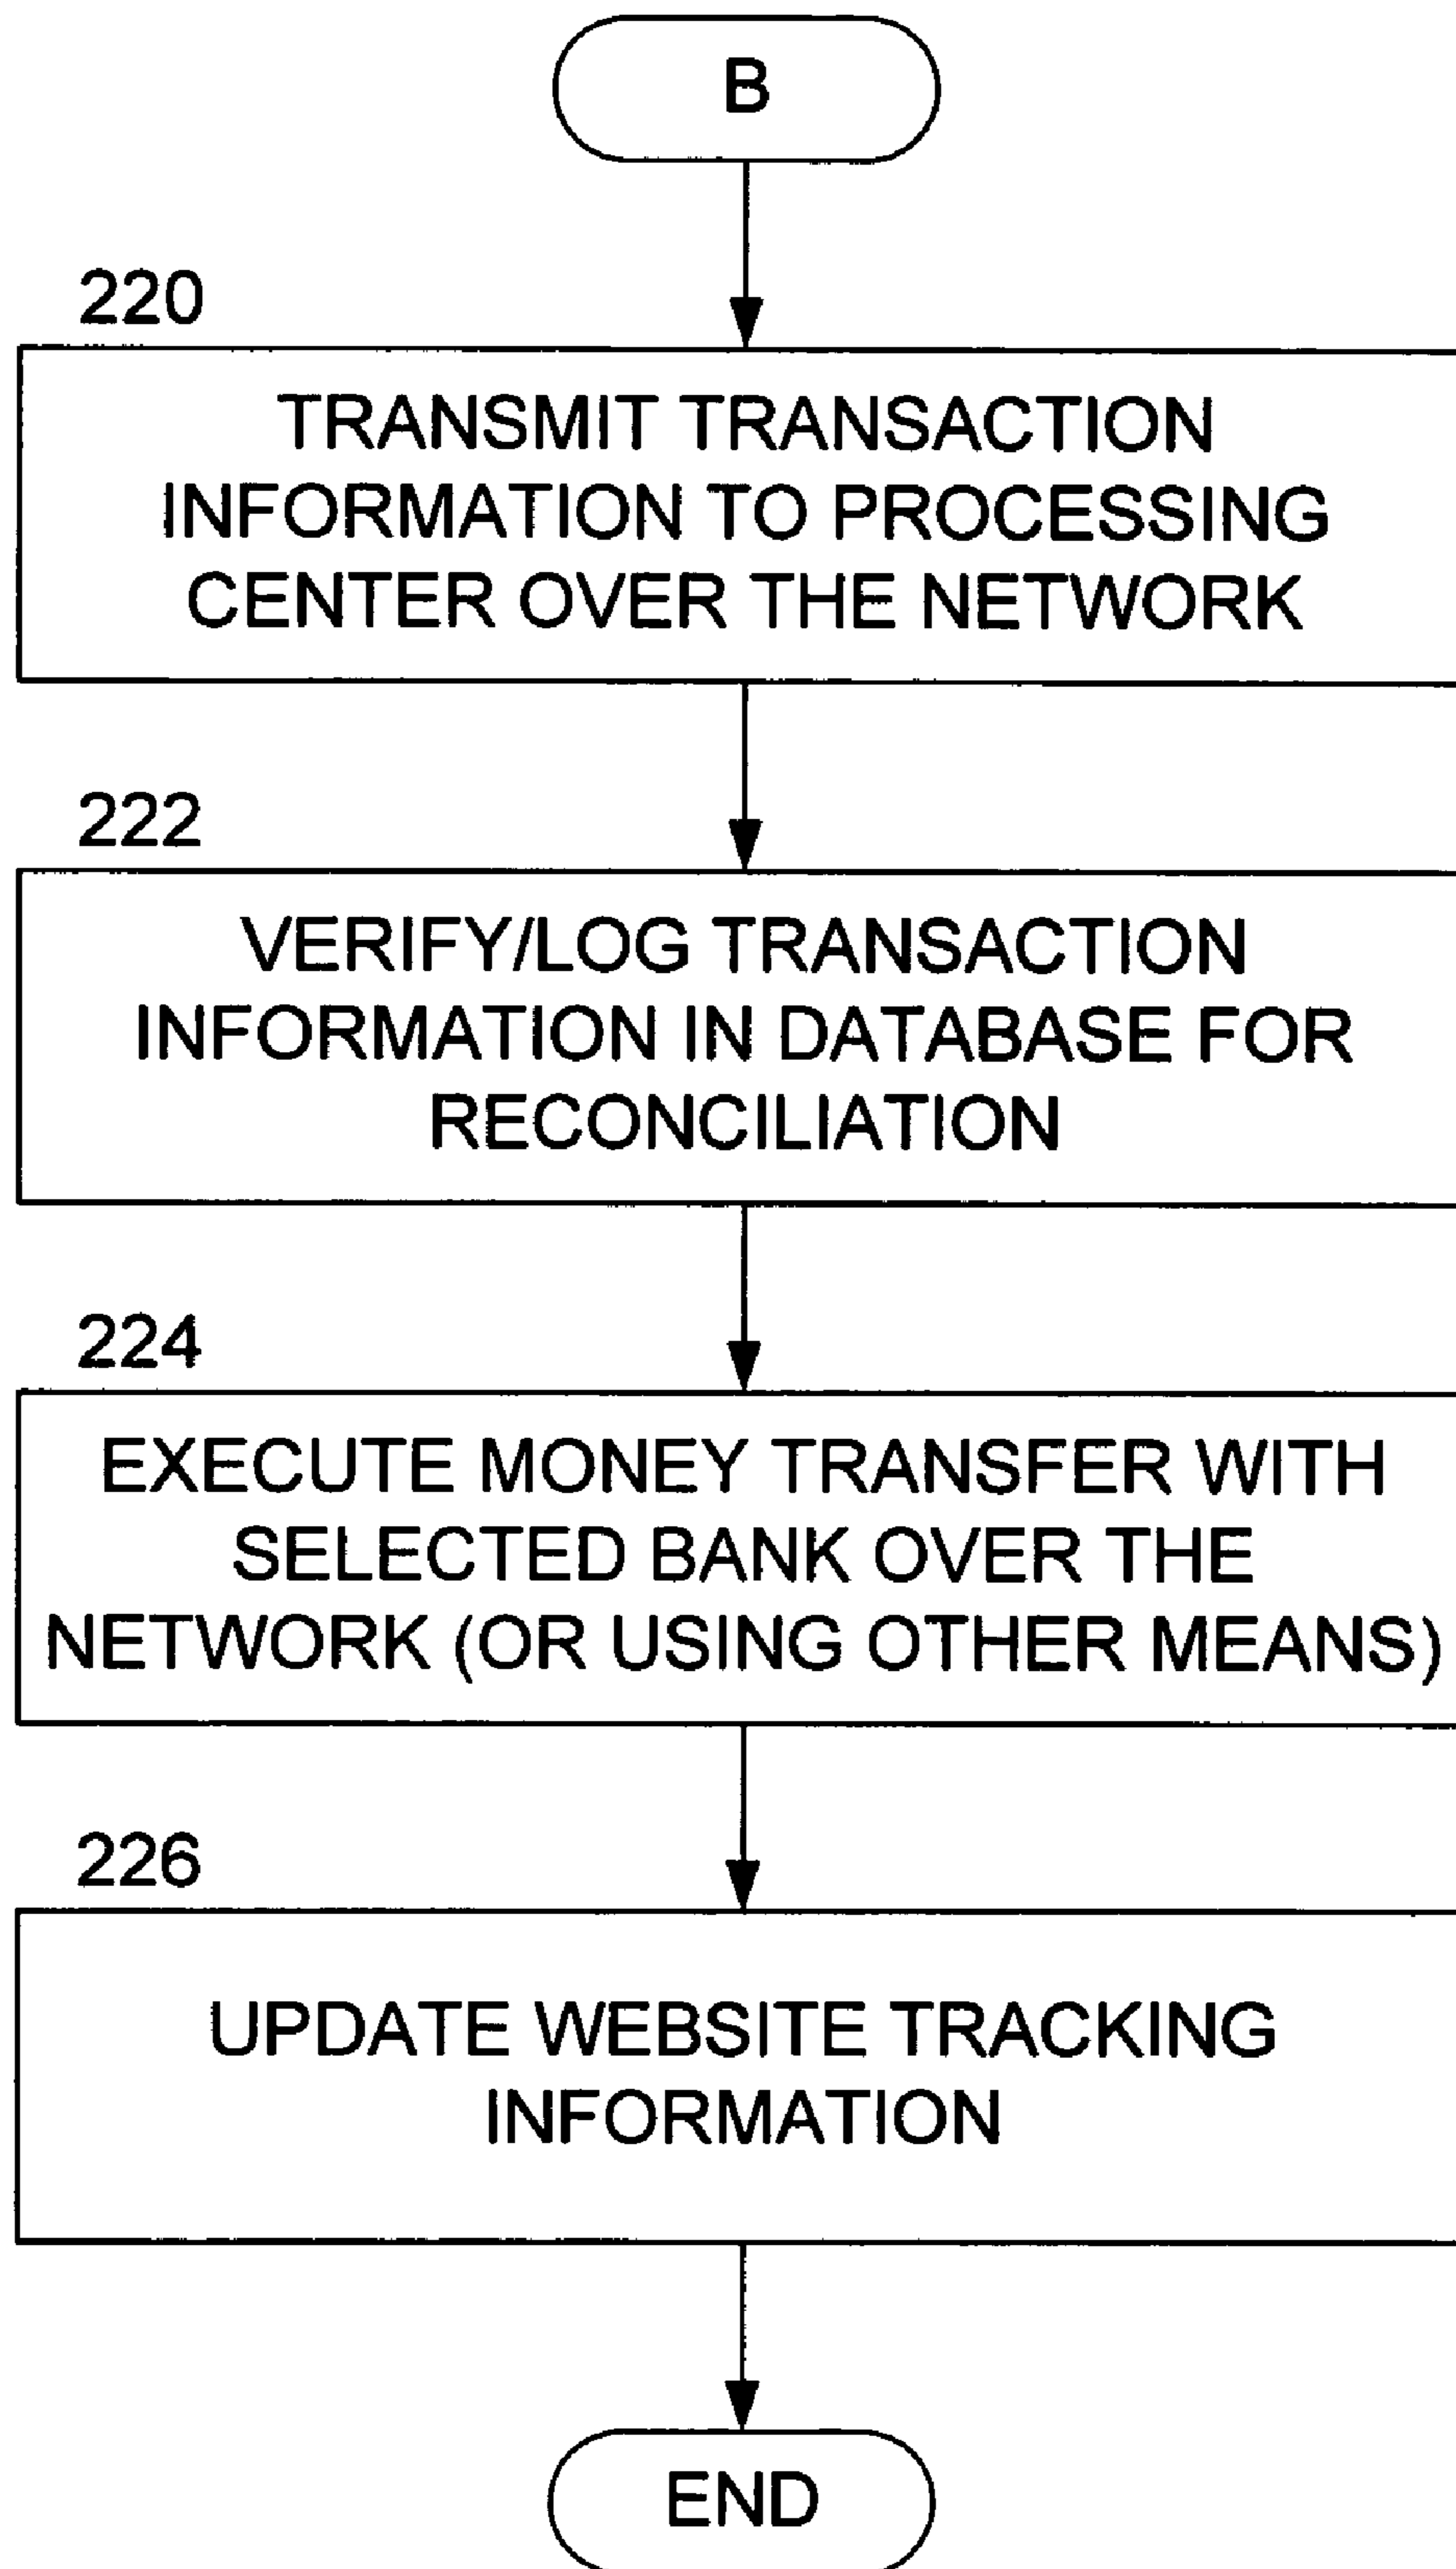 B
220
TRANSMIT TRANSACTION
INFORMATION TO PROCESSING
CENTER OVER THE NETWORK
222
VERIFY/LOG TRANSACTION
INFORMATION IN DATABASE FOR
RECONCILIATION
224
EXECUTE MONEY TRANSFER WITH
SELECTED BANK OVER THE
NETWORK (OR USING OTHER MEANS)
226
UPDATE WEBSITE TRACKING
INFORMATION
END